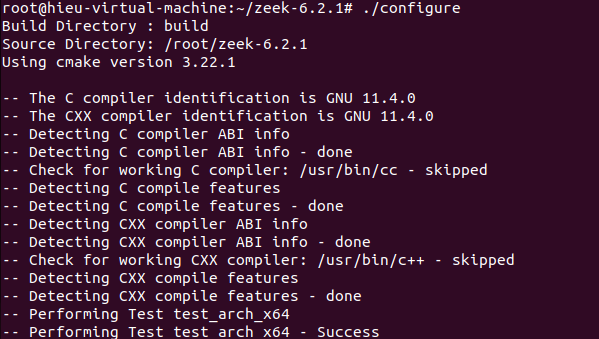 root@hieu-virtual-machine:~/zeek-6.2.1# ./configure
Build Directory : build
Source Directory: /root/zeek-6.2.1
Using cmake version 3.22.1
-- The C compiler identification is GNU 11.4.0
-- The CXX compiler identification is GNU 11.4.0
-- Detecting C compiler ABI info
-- Detecting C compiler ABI info - done
-- Check for working C compiler: /usr/bin/cc - skipped
-- Detecting C compile features
-- Detecting C compile features - done
-- Detecting CXX compiler ABI info
-- Detecting CXX compiler ABI info - done
-- Check for working CXX compiler: /usr/bin/c++ - skipped
-- Detecting CXX compile features
-- Detecting CXX compile features - done
-- Performing Test test_arch_x64
-- Performing Test test_arch_x64 - Success